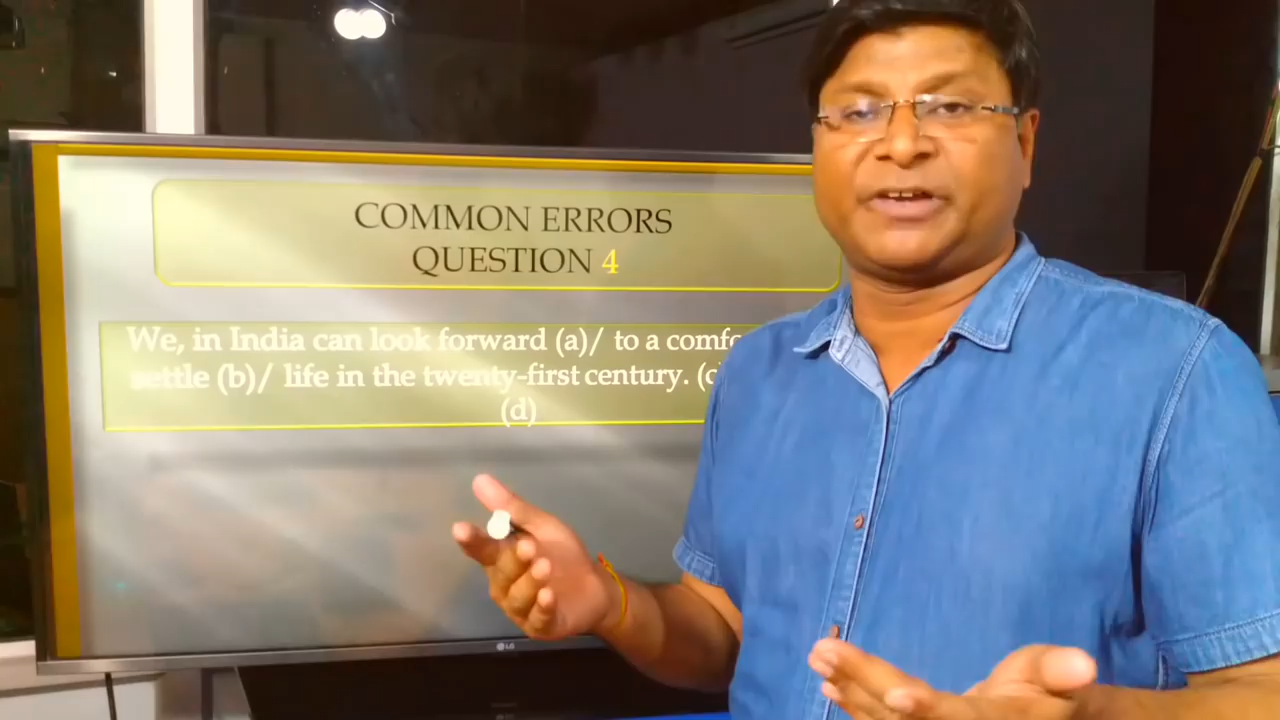 COMMON ERRORS
QUESTION 4
We, in India can look forward (a)/ to a
settle (b)/ life in the twenty-first century.
(d)
LG